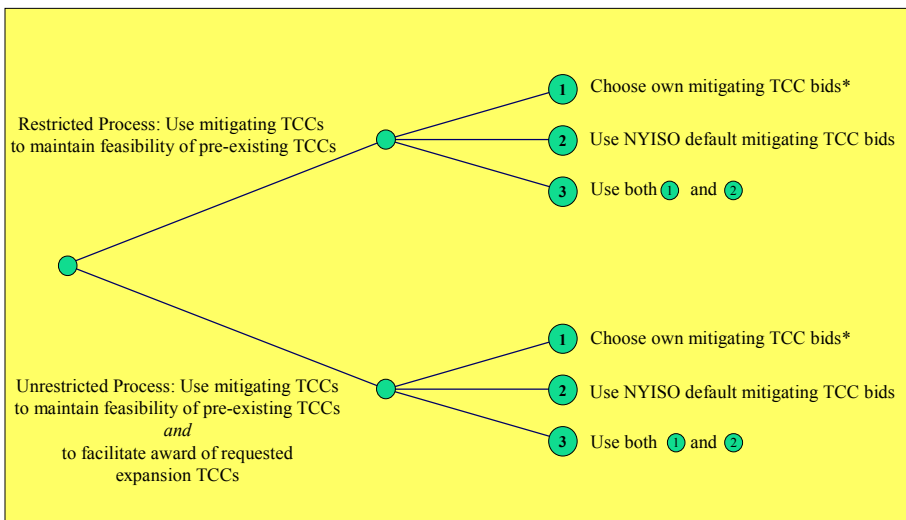 Restricted Process: Use mitigating TCCs
to maintain feasibility of pre-existing TCCs
1 Choose own mitigating TCC bids*
2 Use NYISO default mitigating TCC bids
3 Use both 1 and 2
Unrestricted Process: Use mitigating TCCs
to maintain feasibility of pre-existing TCCs
and
to facilitate award of requested
expansion TCCs
1 Choose own mitigating TCC bids*
2 Use NYISO default mitigating TCC bids
3 Use both 1 and 2